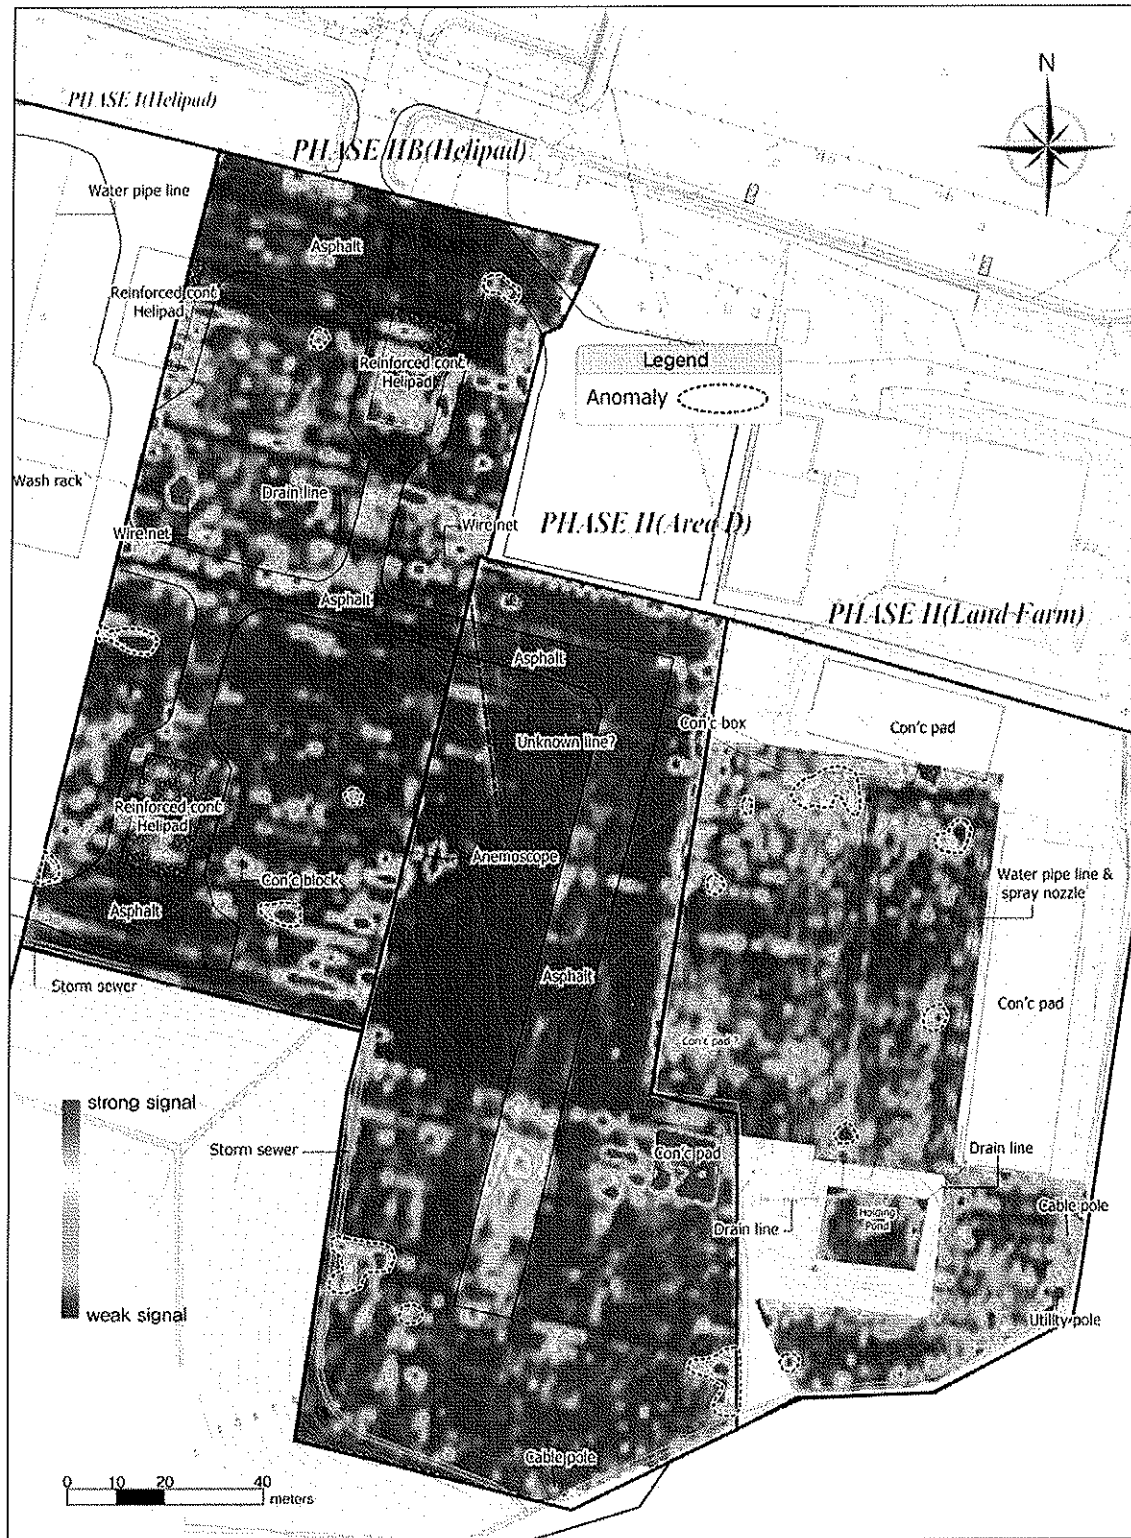 PHASE I(Helipad)
PHASE IIB(Helipad)
N
Water pipe line
Asphalt
Reinforced conc.
Helipad
Reinforced conc.
Helipad
Legend
Anomaly
Wash rack
Drain line
Wire net
Wire net
PHASE II(Area D)
Asphalt
PHASE II(Land Farm)
Asphalt
Con'c box
Con'c pad
Unknown line?
Reinforced conc.
Helipad
Anemoscope
Con'c block
Water pipe line &
spray nozzle
Asphalt
Asphalt
Storm sewer
Con'c pad
Con'c pad ?
strong signal
Storm sewer
Con'c pad
Drain line
Drain line
Holding
Pond
Cable pole
weak signal
Utility pole
Cable pole
0 10 20 40
meters